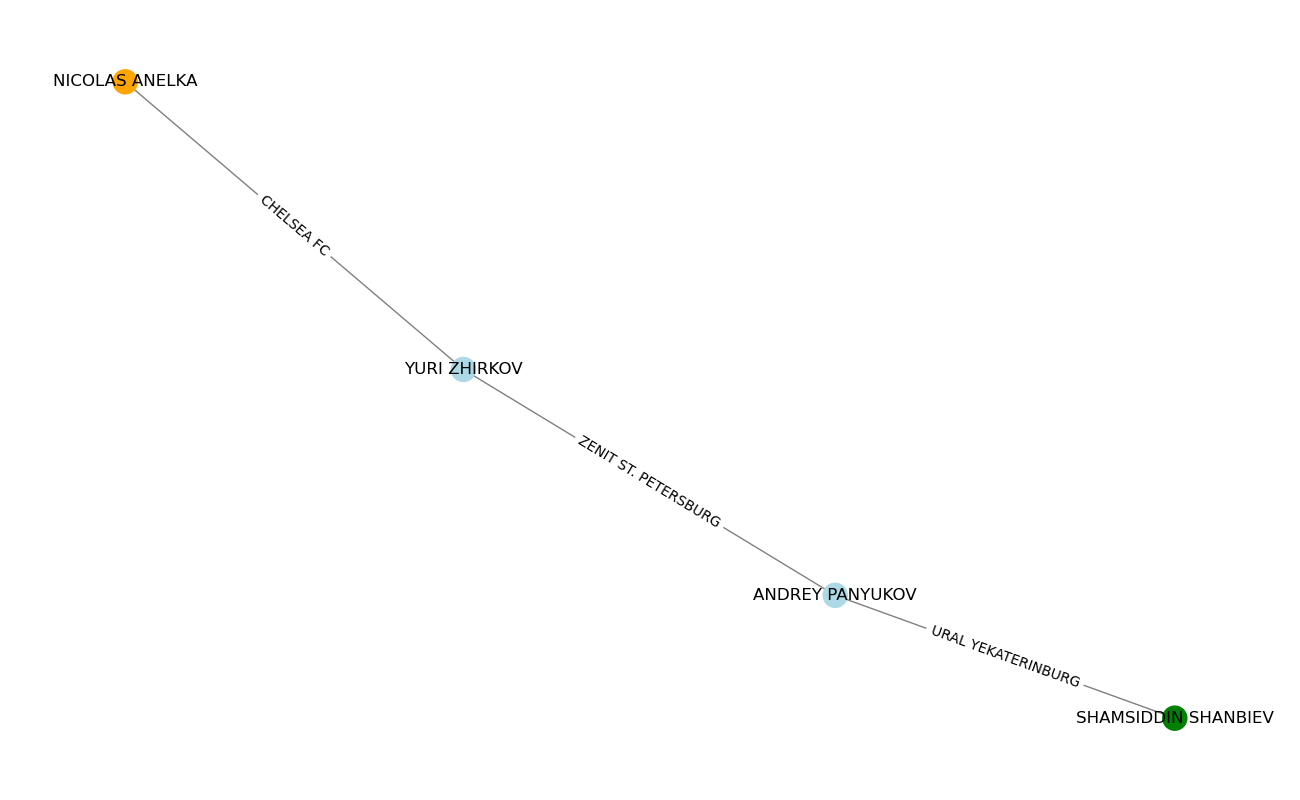 NICOLAS ANELKA
CHELSEA FC
YURI ZHIRKOV
ZENIT ST. PETERSBURG
ANDREY PANYUKOV
URAL YEKATERINBURG
SHAMSIDDIN SHANBIEV